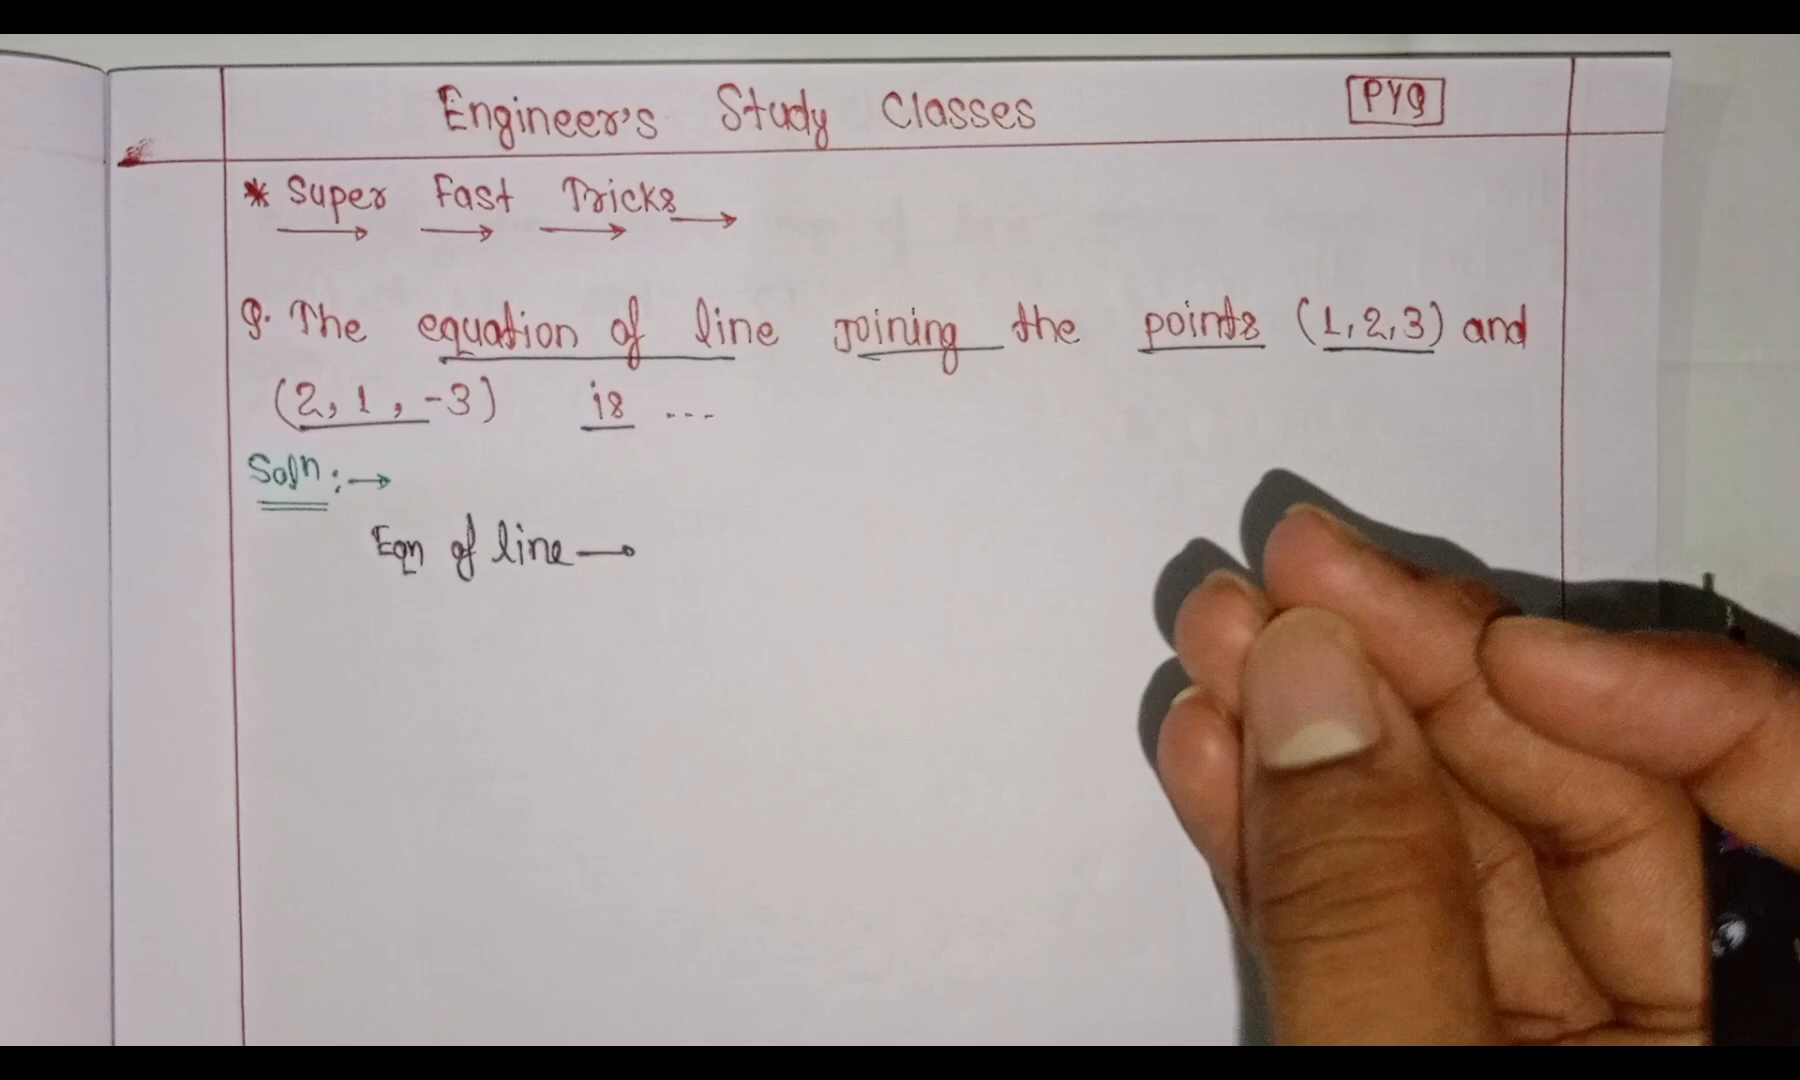 Engineer's Study Classes PYQ
* Super Fast Tricks
Q. The equation of line joining the points (1,2,3) and
(2, 1, -3) is ...
Soln:→
Eqn of line →